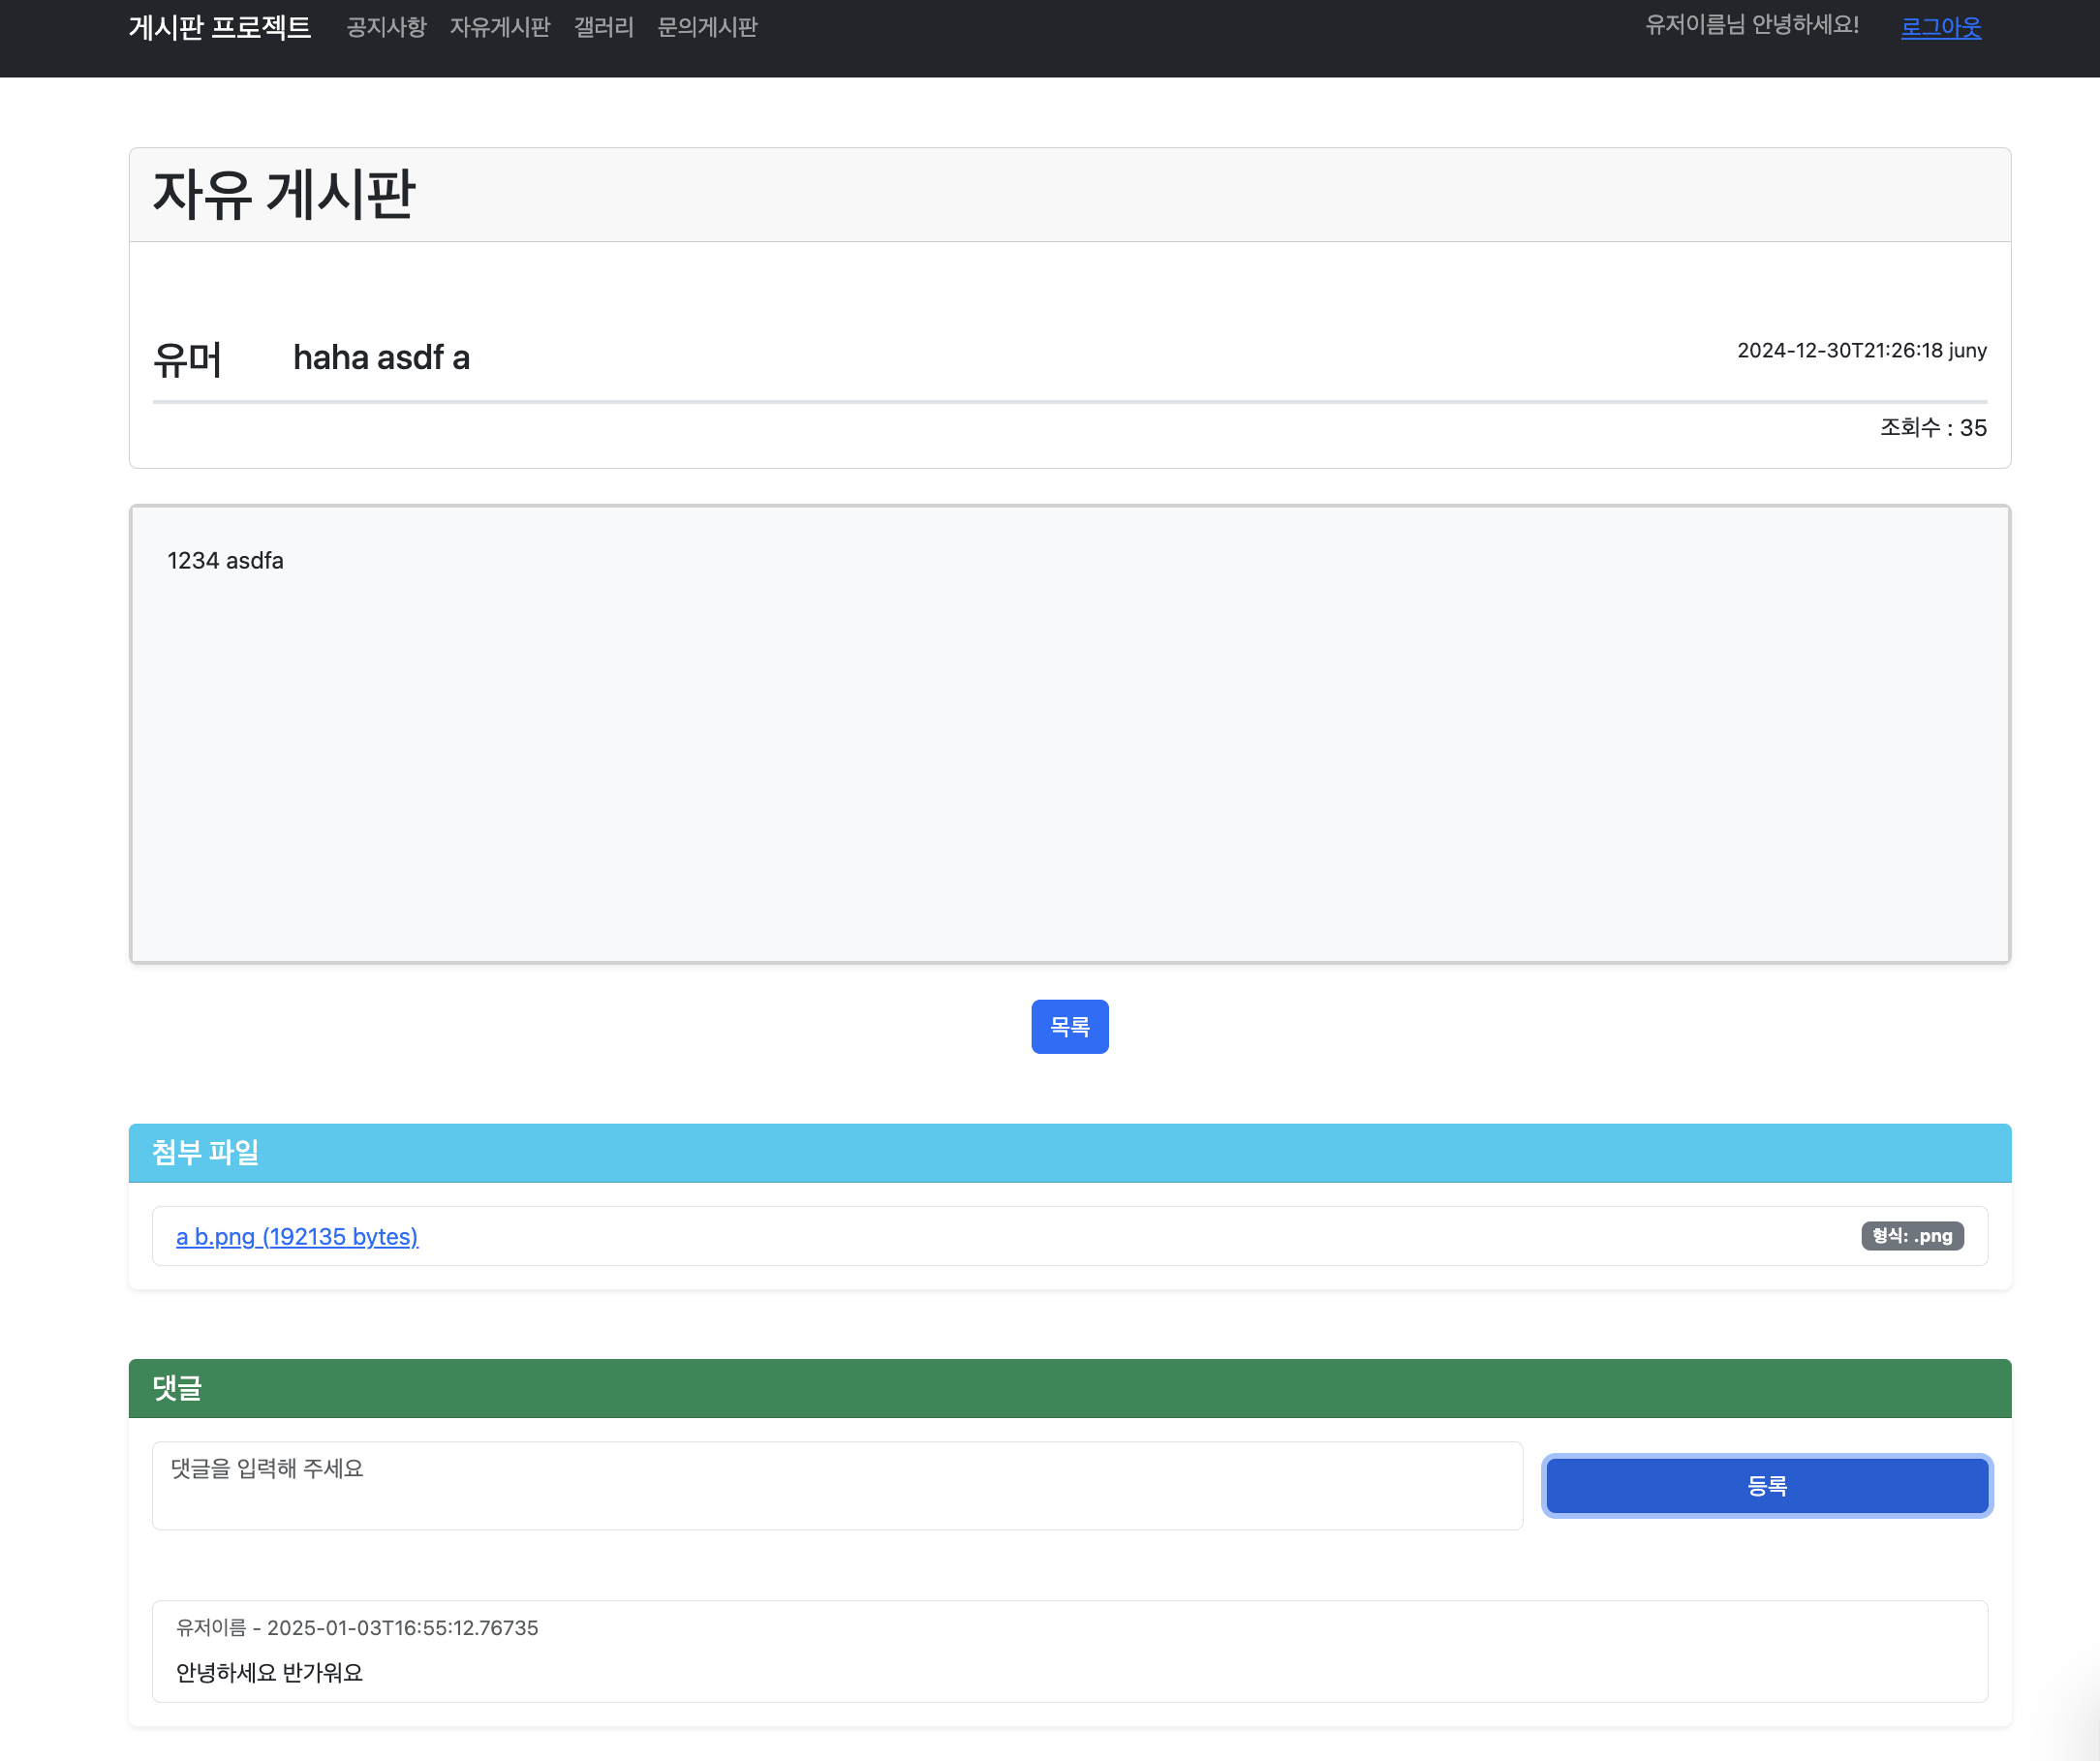 게시판 프로젝트 공지사항 자유게시판 갤러리 문의게시판 유저이름님 안녕하세요! 로그아웃
자유 게시판
유머 haha asdf a 2024-12-30T21:26:18 juny
조회수 : 35
1234 asdfa
목록
첨부 파일
a b.png (192135 bytes) 형식: .png
댓글
댓글을 입력해 주세요
등록
유저이름 - 2025-01-03T16:55:12.76735
안녕하세요 반가워요